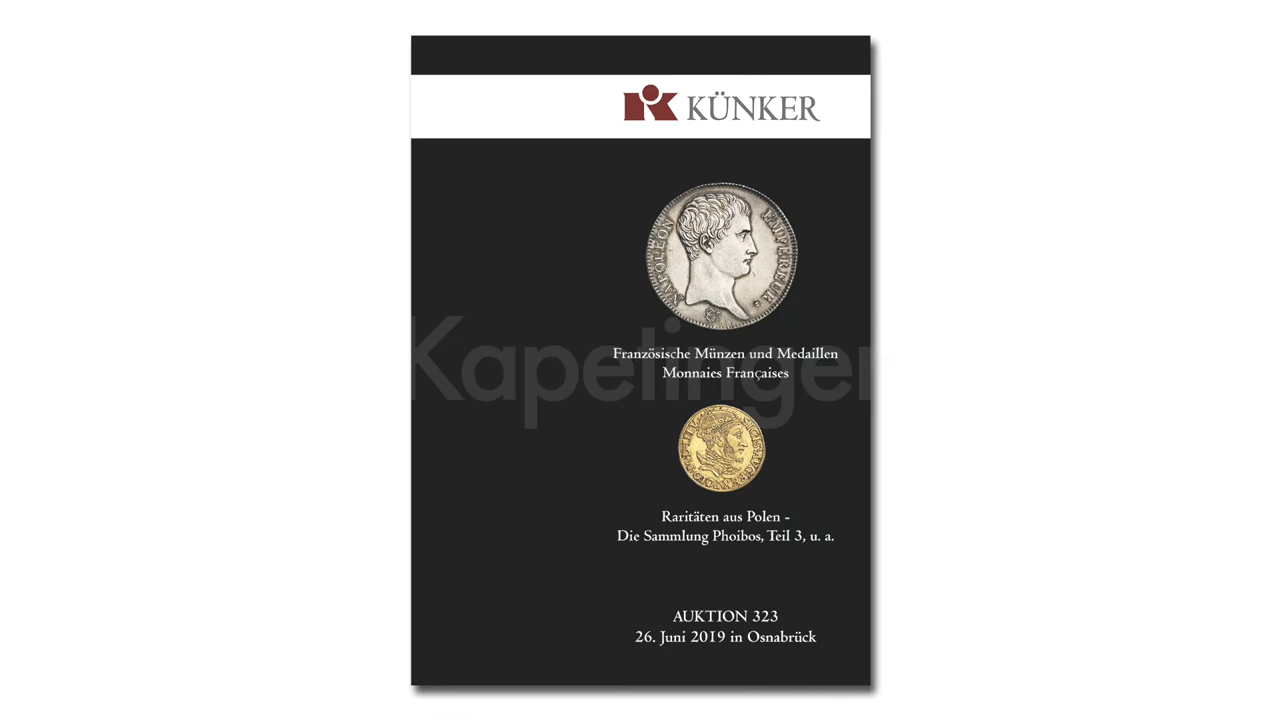 KÜNKER
NAPOLEON EMPEREUR
Französische Münzen und Medaillen
Monnaies Françaises
Kapetinger
Raritäten aus Polen -
Die Sammlung Phoibos, Teil 3, u. a.
AUKTION 323
26. Juni 2019 in Osnabrück